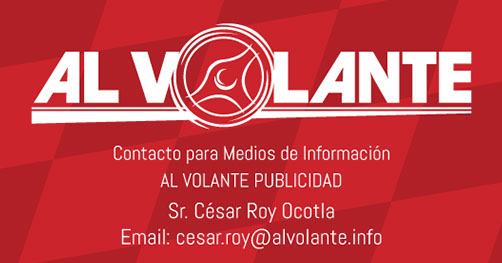 AL VOLANTE
Contacto para Medios de Información
AL VOLANTE PUBLICIDAD
Sr. César Roy Ocotla
Email: cesar.roy@alvolante.info